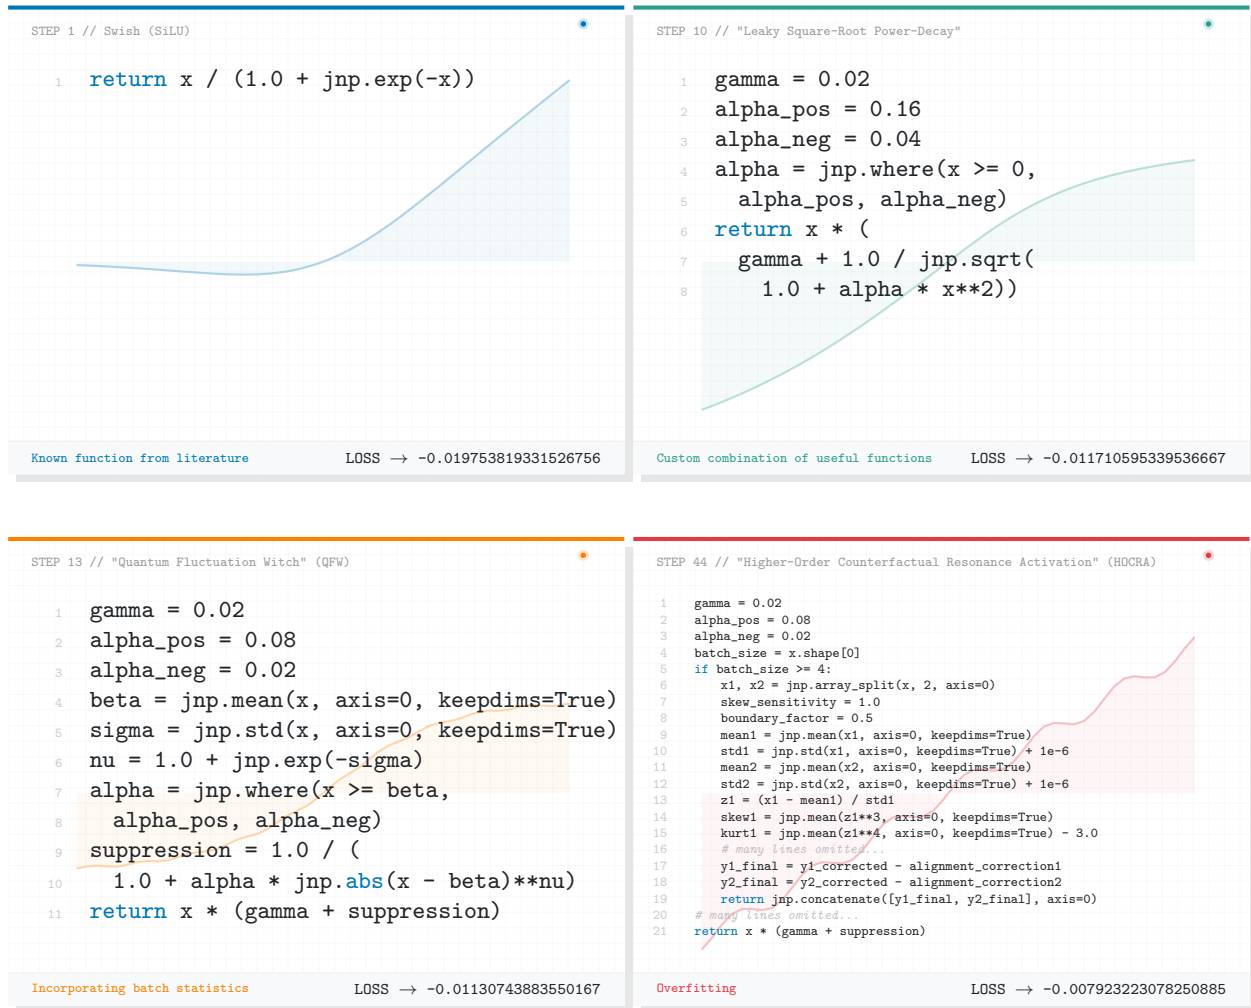 STEP 1 // Swish (SiLU)
1 return x / (1.0 + jnp.exp(-x))
Known function from literature
LOSS → -0.019753819331526756
STEP 10 // "Leaky Square-Root Power-Decay"
1 gamma = 0.02
2 alpha_pos = 0.16
3 alpha_neg = 0.04
4 alpha = jnp.where(x >= 0,
5 alpha_pos, alpha_neg)
6 return x * (
7 gamma + 1.0 / jnp.sqrt(
8 1.0 + alpha * x**2))
Custom combination of useful functions
LOSS → -0.011710595339536667
STEP 13 // "Quantum Fluctuation Witch" (QFW)
1 gamma = 0.02
2 alpha_pos = 0.08
3 alpha_neg = 0.02
4 beta = jnp.mean(x, axis=0, keepdims=True)
5 sigma = jnp.std(x, axis=0, keepdims=True)
6 nu = 1.0 + jnp.exp(-sigma)
7 alpha = jnp.where(x >= beta,
8 alpha_pos, alpha_neg)
9 suppression = 1.0 / (
10 1.0 + alpha * jnp.abs(x - beta)**nu)
11 return x * (gamma + suppression)
Incorporating batch statistics
LOSS → -0.01130743883550167
STEP 44 // "Higher-Order Counterfactual Resonance Activation" (HOCRA)
1 gamma = 0.02
2 alpha_pos = 0.08
3 alpha_neg = 0.02
4 batch_size = x.shape[0]
5 if batch_size >= 4:
6 x1, x2 = jnp.array_split(x, 2, axis=0)
7 skew_sensitivity = 1.0
8 boundary_factor = 0.5
9 mean1 = jnp.mean(x1, axis=0, keepdims=True)
10 std1 = jnp.std(x1, axis=0, keepdims=True) + 1e-6
11 mean2 = jnp.mean(x2, axis=0, keepdims=True)
12 std2 = jnp.std(x2, axis=0, keepdims=True) + 1e-6
13 z1 = (x1 - mean1) / std1
14 skew1 = jnp.mean(z1**3, axis=0, keepdims=True)
15 kurt1 = jnp.mean(z1**4, axis=0, keepdims=True) - 3.0
16 # many lines omitted...
17 y1_final = y1_corrected - alignment_correction1
18 y2_final = y2_corrected - alignment_correction2
19 return jnp.concatenate([y1_final, y2_final], axis=0)
20 # many lines omitted...
21 return x * (gamma + suppression)
Overfitting
LOSS → -0.007923223078250885